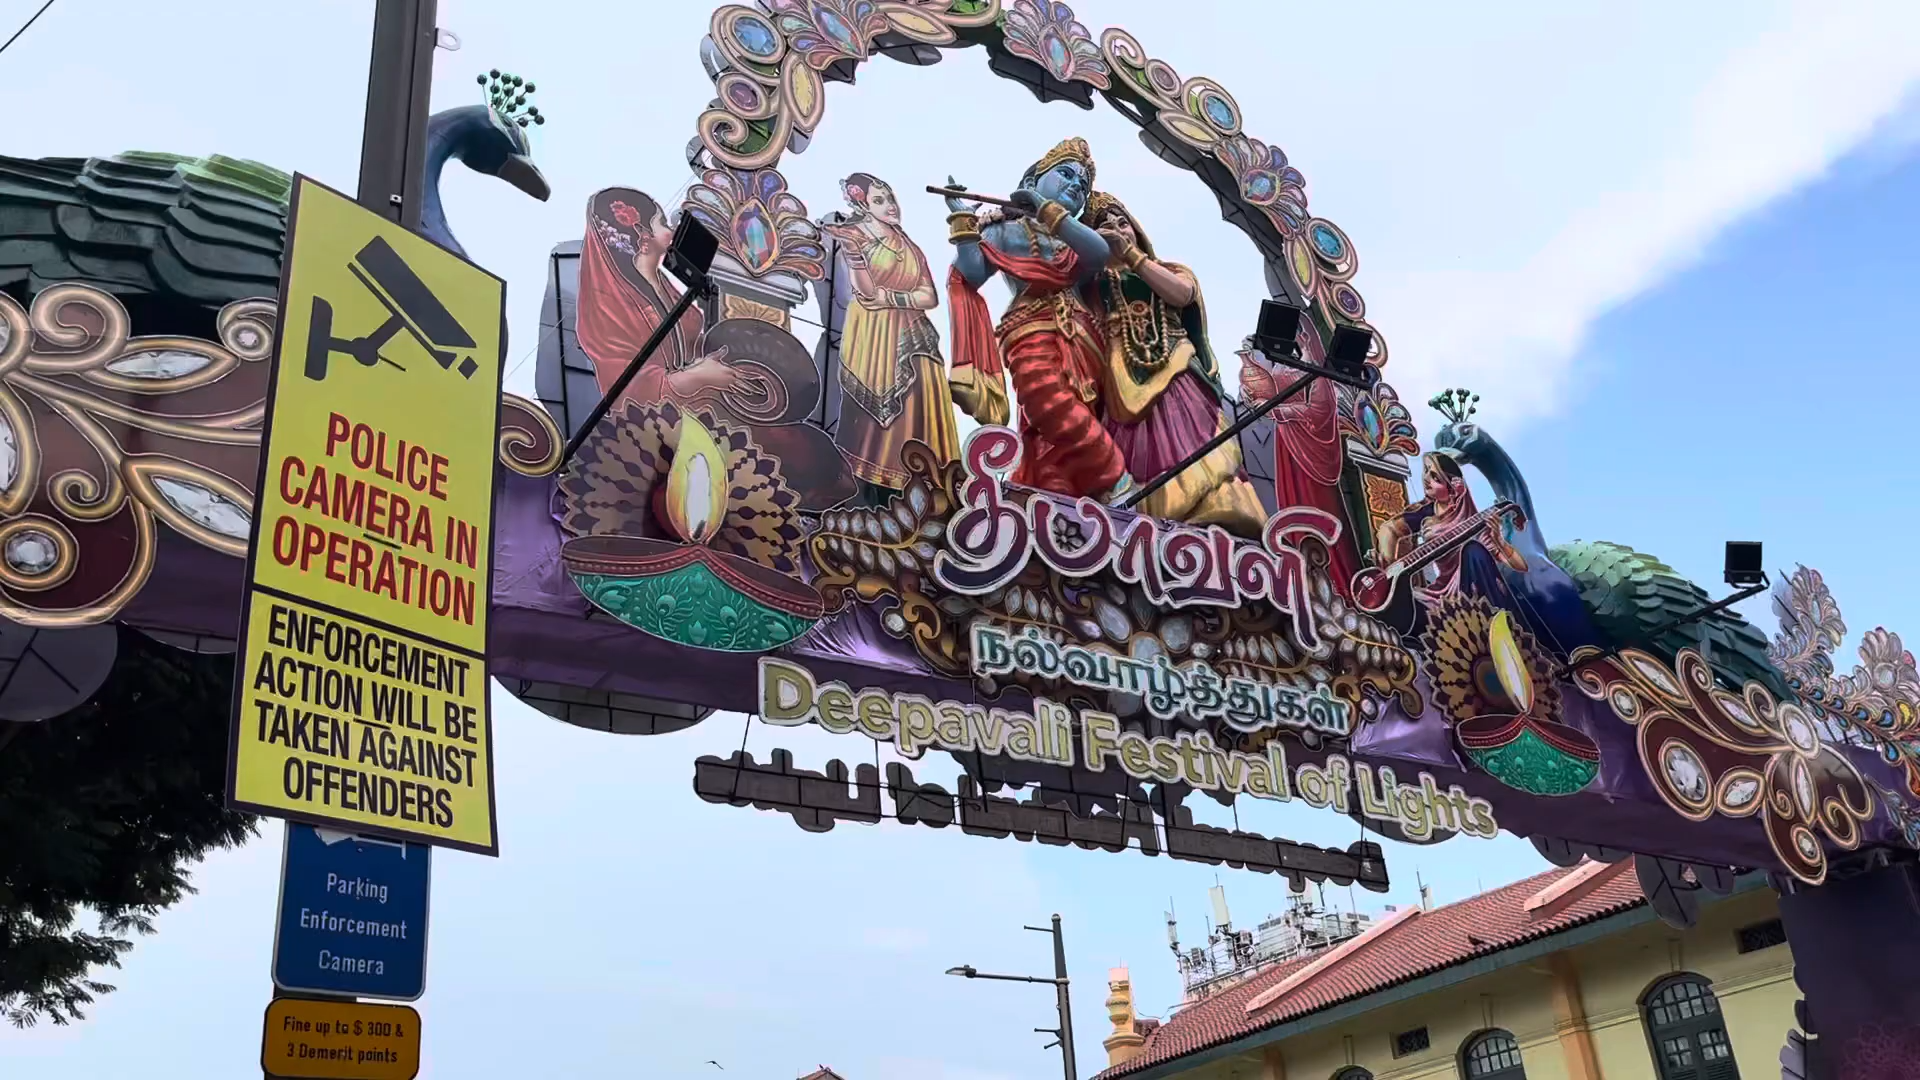 POLICE
CAMERA IN
OPERATION
ENFORCEMENT
ACTION WILL BE
TAKEN AGAINST
OFFENDERS
Parking
Enforcement
Camera
Fine up to $ 300 &
3 Demerit points
தீபாவளி
நல்வாழ்த்துகள்
Deepavali Festival of Lights